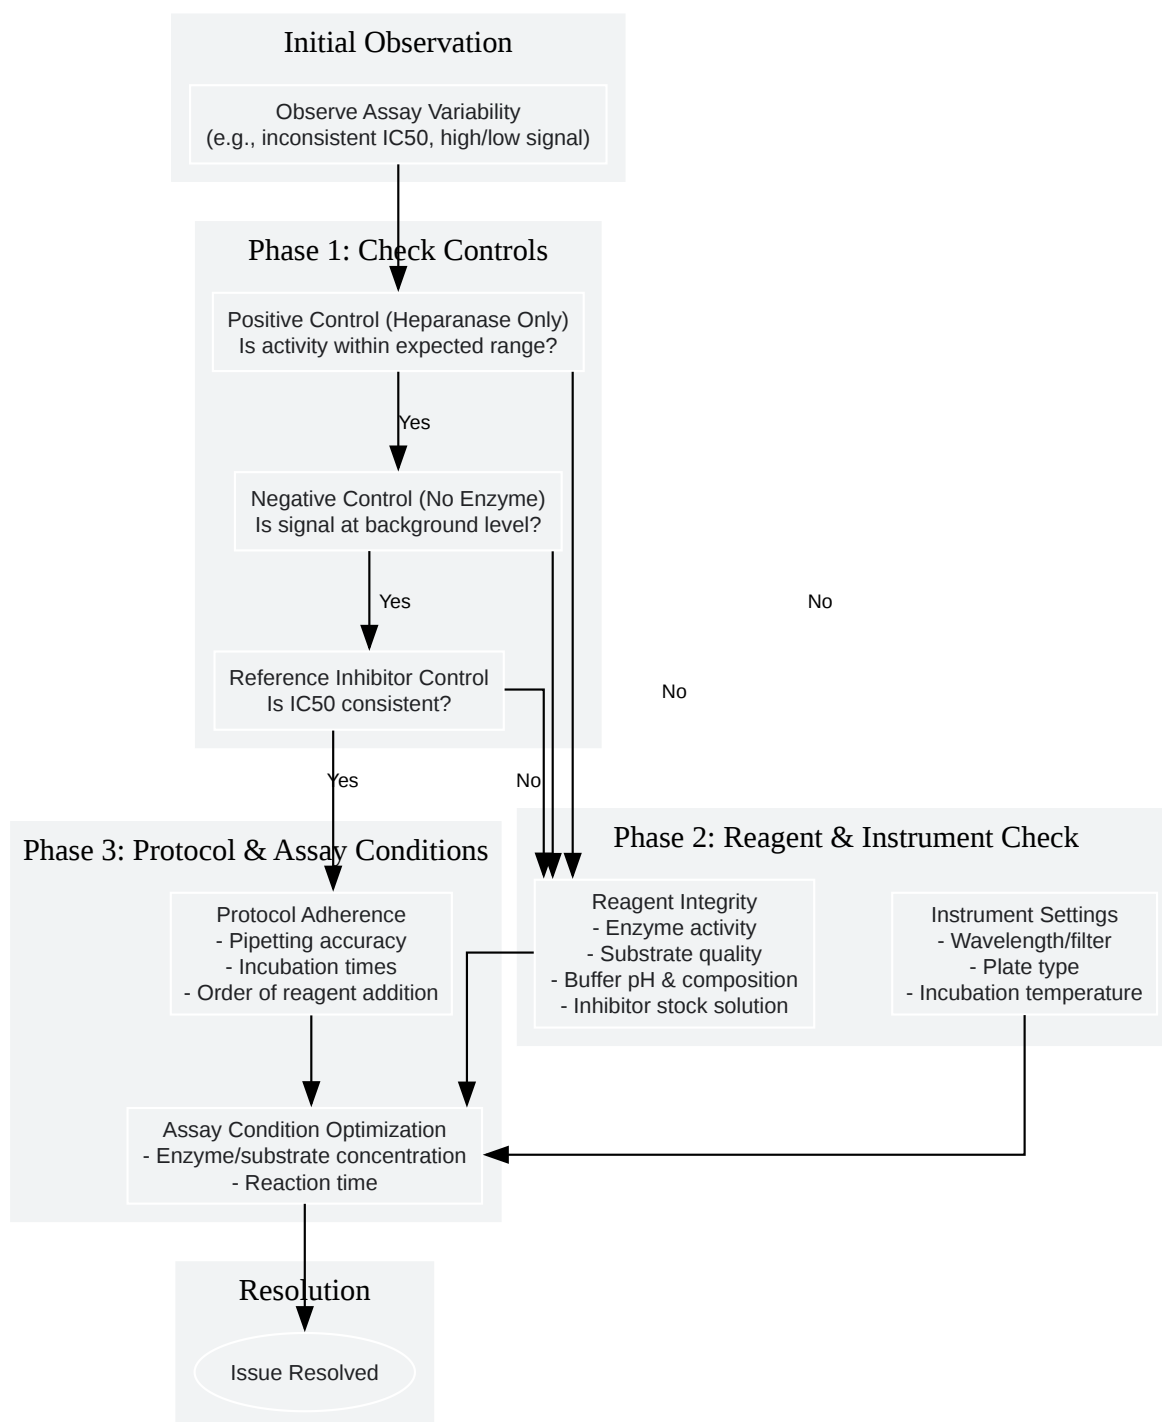 Initial Observation
Observe Assay Variability
(e.g., inconsistent IC50, high/low signal)
Phase 1: Check Controls
Positive Control (Heparanase Only)
Is activity within expected range?
Yes
Negative Control (No Enzyme)
Is signal at background level?
Yes
No
Reference Inhibitor Control
Is IC50 consistent?
No
Yes
No
Phase 3: Protocol & Assay Conditions
Protocol Adherence
- Pipetting accuracy
- Incubation times
- Order of reagent addition
Phase 2: Reagent & Instrument Check
Reagent Integrity
- Enzyme activity
- Substrate quality
- Buffer pH & composition
- Inhibitor stock solution
Instrument Settings
- Wavelength/filter
- Plate type
- Incubation temperature
Assay Condition Optimization
- Enzyme/substrate concentration
- Reaction time
Resolution
Issue Resolved